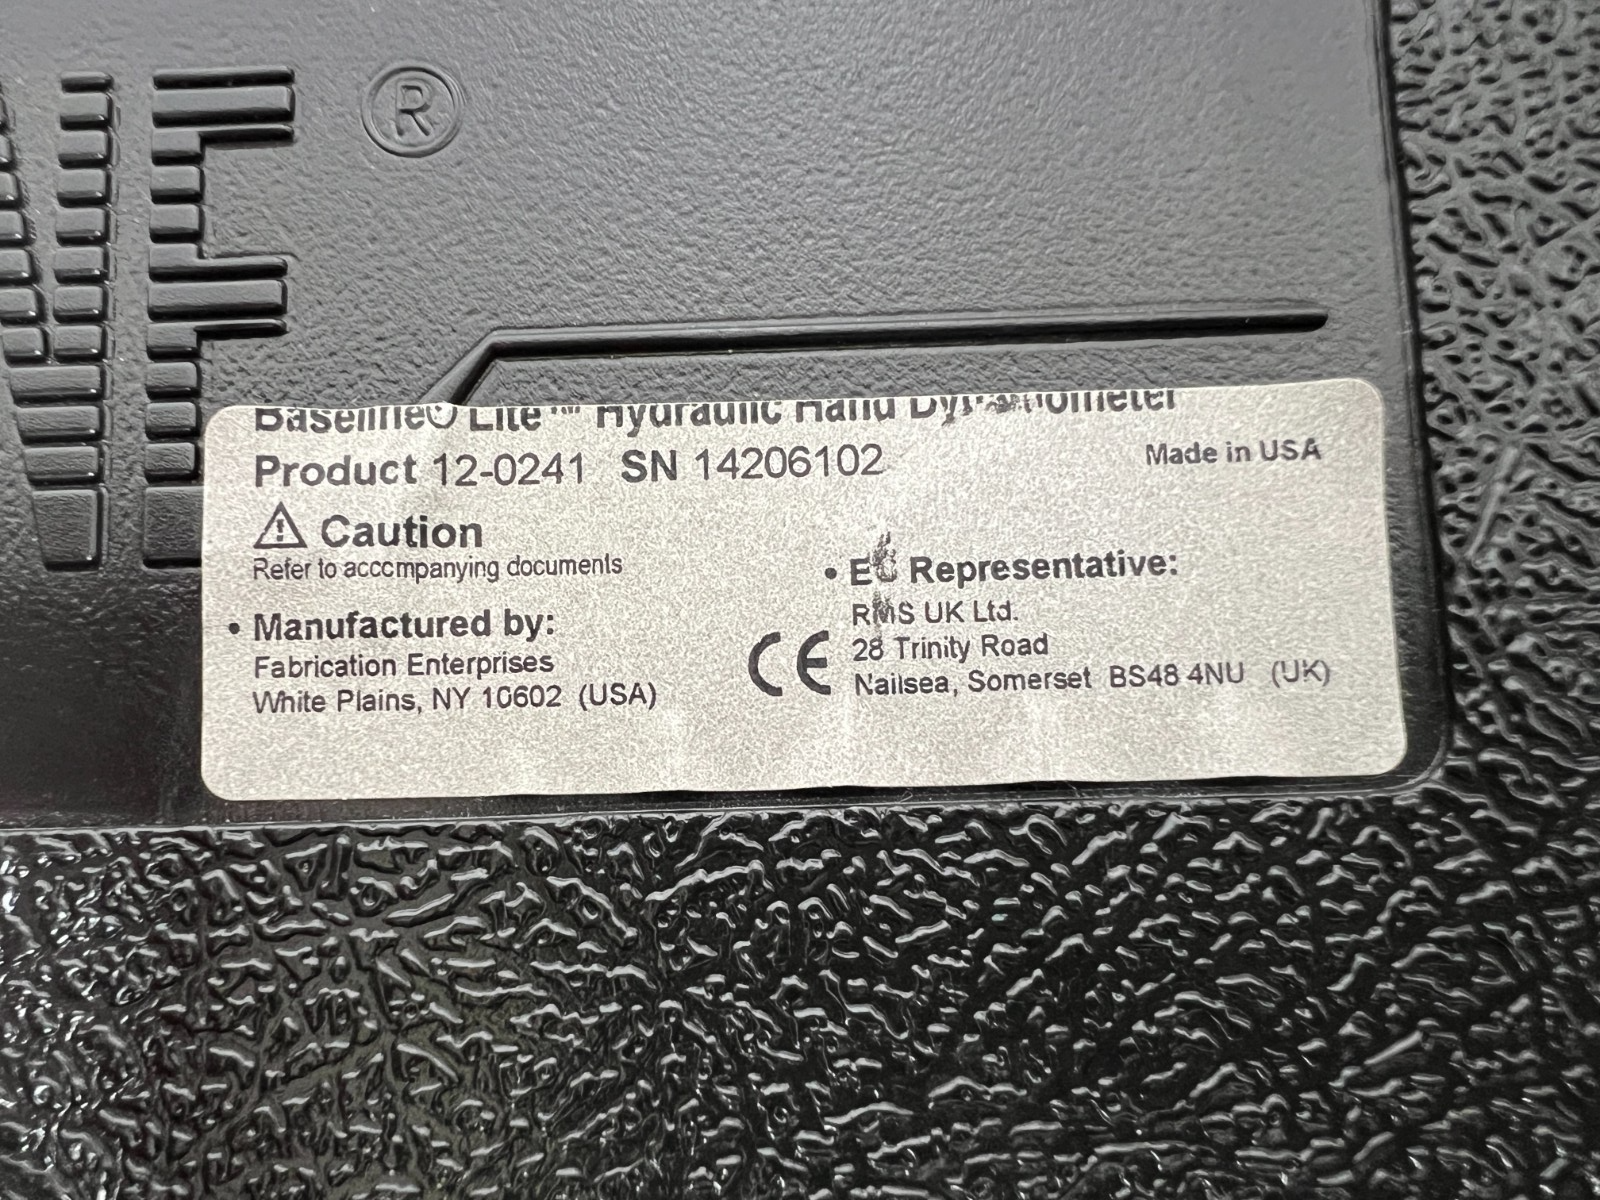 NE®
Baseline® Lite™ Hydraulic Hand Dynamometer
Product 12-0241 SN 14206102
Made in USA
Caution
Refer to accompanying documents
• Manufactured by:
Fabrication Enterprises
White Plains, NY 10602 (USA)
CE
• EC Representative:
RMS UK Ltd.
28 Trinity Road
Nailsea, Somerset BS48 4NU (UK)